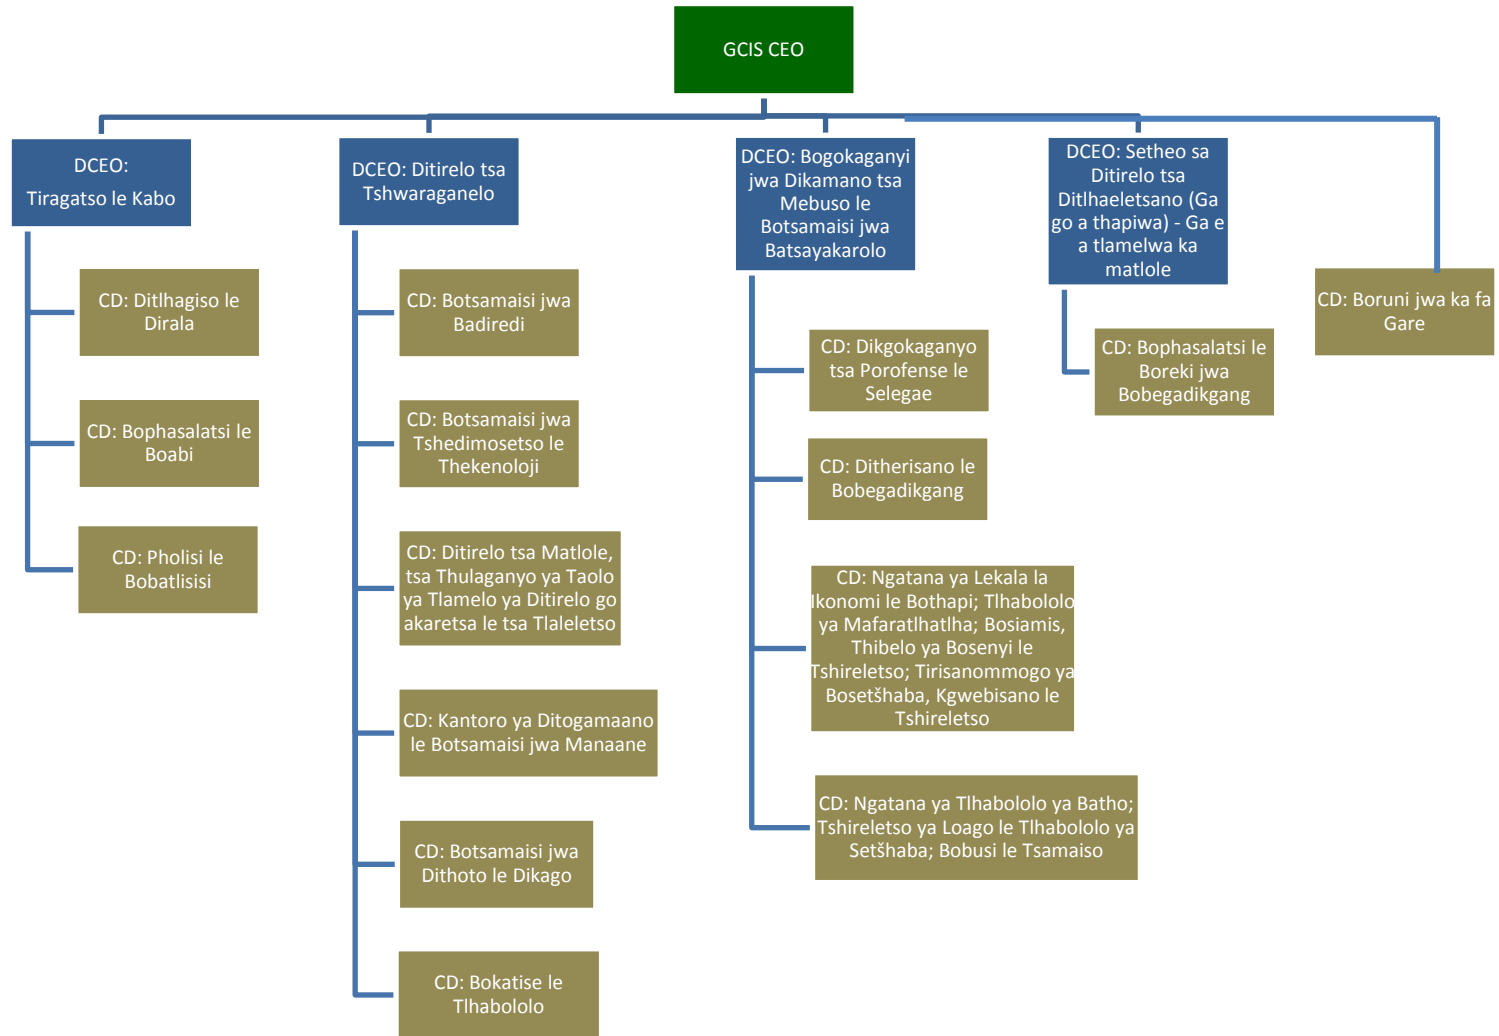 GCIS CEO
DCEO:
Tiragatso le Kabo
CD: Ditlhagiso le
Dirala
CD: Bophasalatsi le
Boabi
CD: Pholisi le
Bobatlisisi
DCEO: Ditirelo tsa
Tshwaraganelo
CD: Botsamaisi jwa
Badiredi
CD: Botsamaisi jwa
Tshedimosetso le
Thekenoloji
CD: Ditirelo tsa Matlole,
tsa Thulaganyo ya Taolo
ya Tlamelo ya Ditirelo go
akaretsa le tsa Tlaleletso
CD: Kantoro ya Ditogamaano
le Botsamaisi jwa Manaane
CD: Botsamaisi jwa
Dithoto le Dikago
CD: Bokatise le
Tlhabololo
DCEO: Bogokaganyi
jwa Dikamano tsa
Mebuso le
Botsamaisi jwa
Batsayakarolo
CD: Dikgokaganyo
tsa Porofense le
Selegae
CD: Ditherisano le
Bobegadikgang
CD: Ngatana ya Lekala la
Ikonomi le Bothapi; Tlhabololo
ya Mafaratlhatlha; Bosiamis,
Thibelo ya Bosenyi le
Tshireletso; Tirisanommogo ya
Bosetšhaba, Kgwebisano le
Tshireletso
CD: Ngatana ya Tlhabololo ya Batho;
Tshireletso ya Loago le Tlhabololo ya
Setšhaba; Bobusi le Tsamaiso
DCEO: Setheo sa
Ditirelo tsa
Ditlhaeletsano (Ga
go a thapiwa) - Ga e
a tlamelwa ka
matlole
CD: Bophasalatsi le
Boreki jwa
Bobegadikgang
CD: Boruni jwa ka fa
Gare